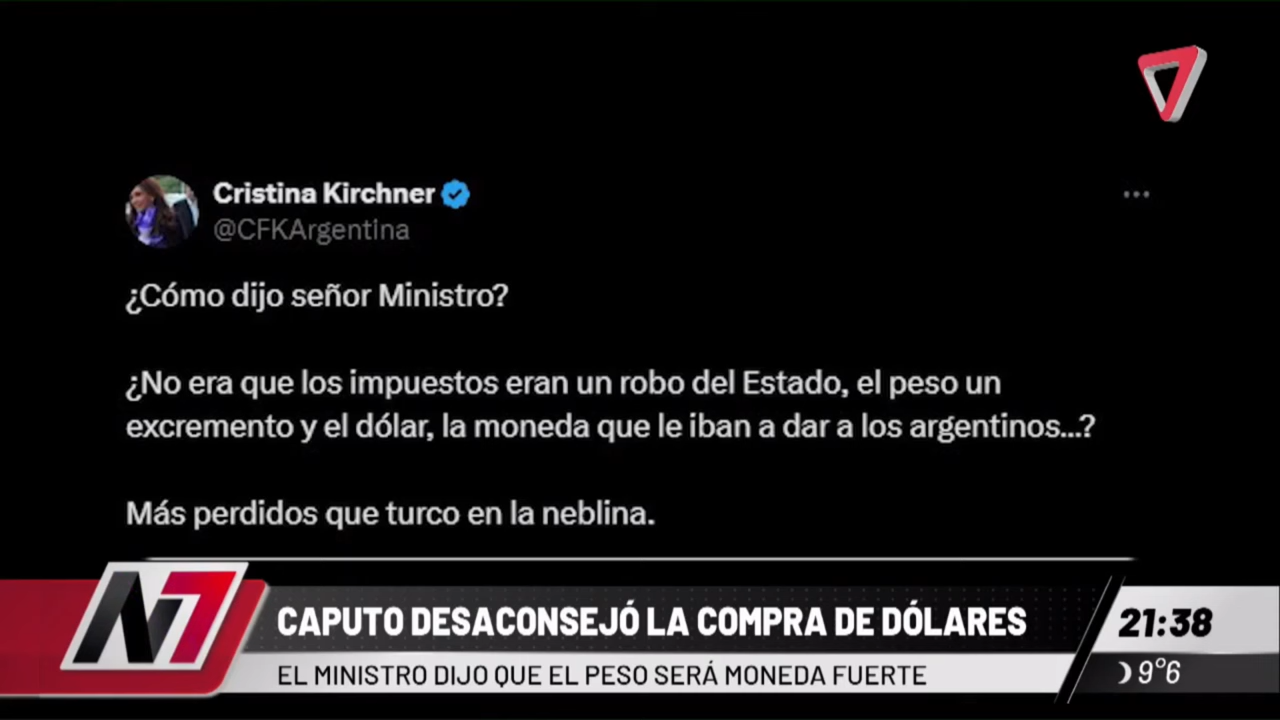 Cristina Kirchner
@CFKArgentina
¿Cómo dijo señor Ministro?
¿No era que los impuestos eran un robo del Estado, el peso un
excremento y el dólar, la moneda que le iban a dar a los argentinos...?
Más perdidos que turco en la neblina.
N7
CAPUTO DESACONSEJÓ LA COMPRA DE DÓLARES
EL MINISTRO DIJO QUE EL PESO SERÁ MONEDA FUERTE
21:38
9°6